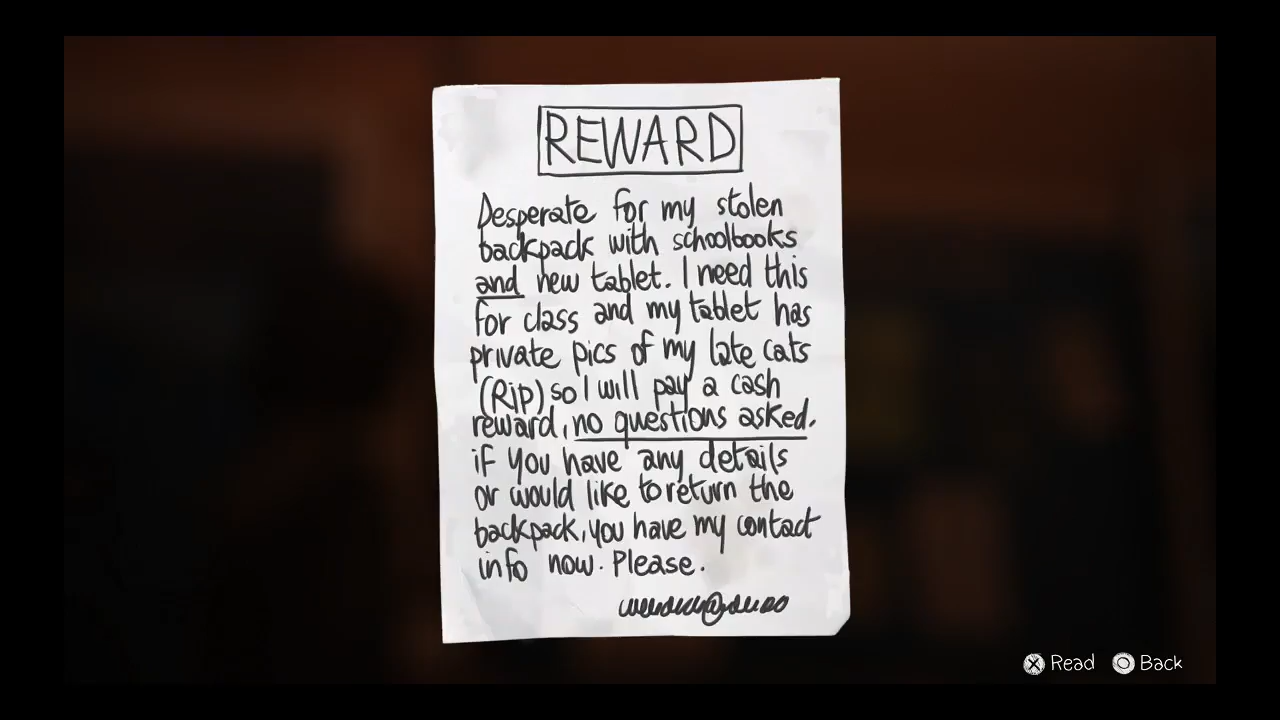 REWARD
Desperate for my stolen
backpack with schoolbooks
and new tablet. I need this
for class and my tablet has
private pics of my late cats
(RIP) so I will pay a cash
reward, no questions asked.
if you have any details
or would like to return the
backpack, you have my contact
info now. Please.
Read
Back